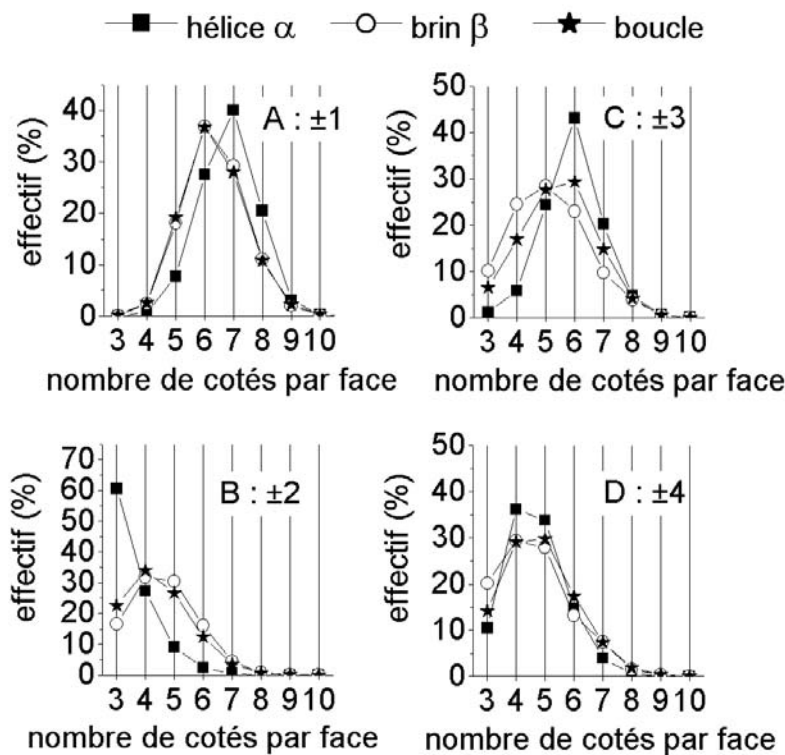 hélice α brin β boucle
A : ±1
effectif (%)
40
30
20
10
0
3 4 5 6 7 8 9 10
nombre de cotés par face
C : ±3
effectif (%)
50
40
30
20
10
0
3 4 5 6 7 8 9 10
nombre de cotés par face
B : ±2
effectif (%)
70
60
50
40
30
20
10
0
3 4 5 6 7 8 9 10
nombre de cotés par face
D : ±4
effectif (%)
50
40
30
20
10
0
3 4 5 6 7 8 9 10
nombre de cotés par face